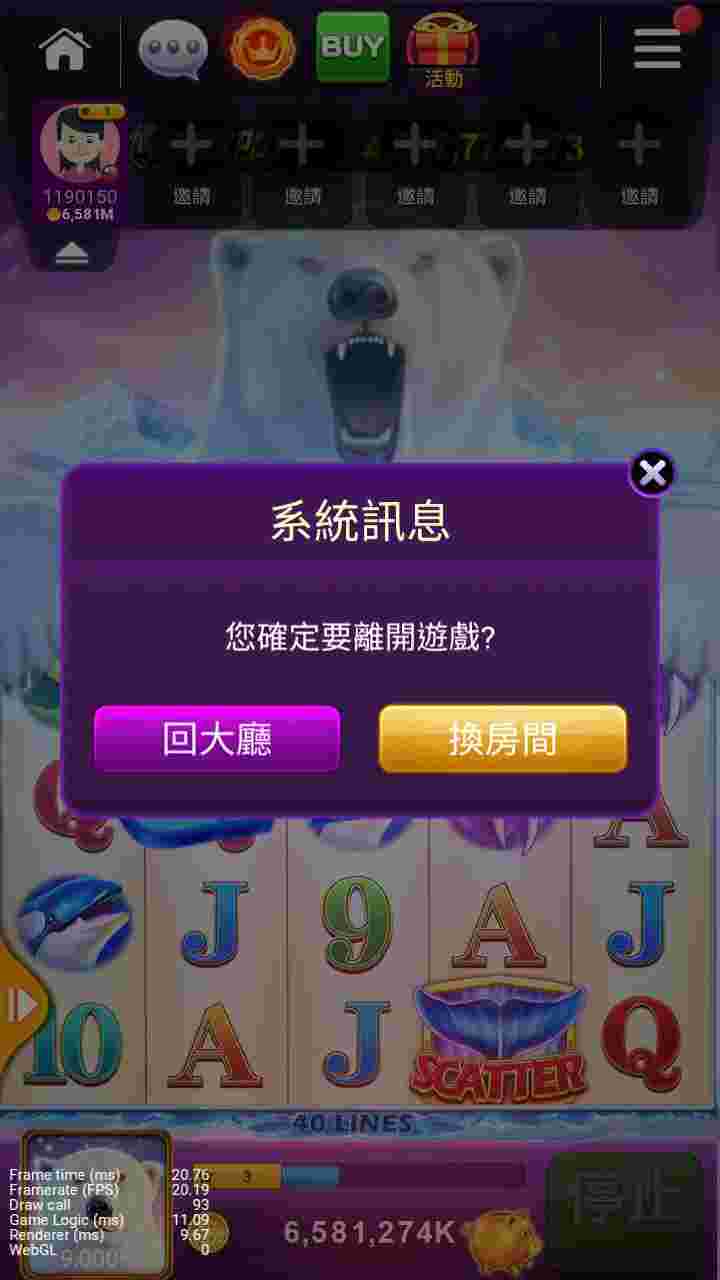 BUY
活動
1190150
6,581M
邀請 邀請 邀請 邀請 邀請
系統訊息
您確定要離開遊戲?
回大廳 換房間
Q A
J 9 A J
10 A J SCATTER Q
40 LINES
3
6,581,274K
停止
Frame time (ms) 20.76
Framerate (FPS) 20.19
Draw call 93
Game Logic (ms) 11.09
Renderer (ms) 9.67
WebGL 0
9.000